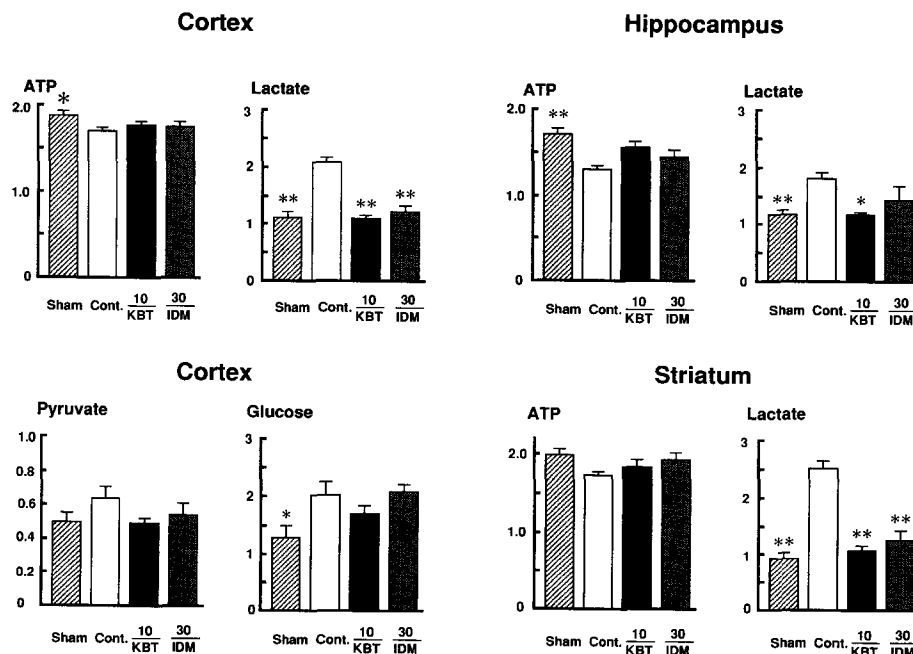 Cortex
ATP
2.0
1.0
0
*
Sham Cont. 10 30
KBT IDM
Lactate
3
2
1
0
** ** **
Sham Cont. 10 30
KBT IDM
Hippocampus
ATP
2.0
1.0
0
**
Sham Cont. 10 30
KBT IDM
Lactate
3
2
1
0
** *
Sham Cont. 10 30
KBT IDM
Cortex
Pyruvate
1.0
0.8
0.6
0.4
0.2
0
Sham Cont. 10 30
KBT IDM
Glucose
3
2
1
0
*
Sham Cont. 10 30
KBT IDM
Striatum
ATP
2.0
1.0
0
Sham Cont. 10 30
KBT IDM
Lactate
3
2
1
0
** ** **
Sham Cont. 10 30
KBT IDM